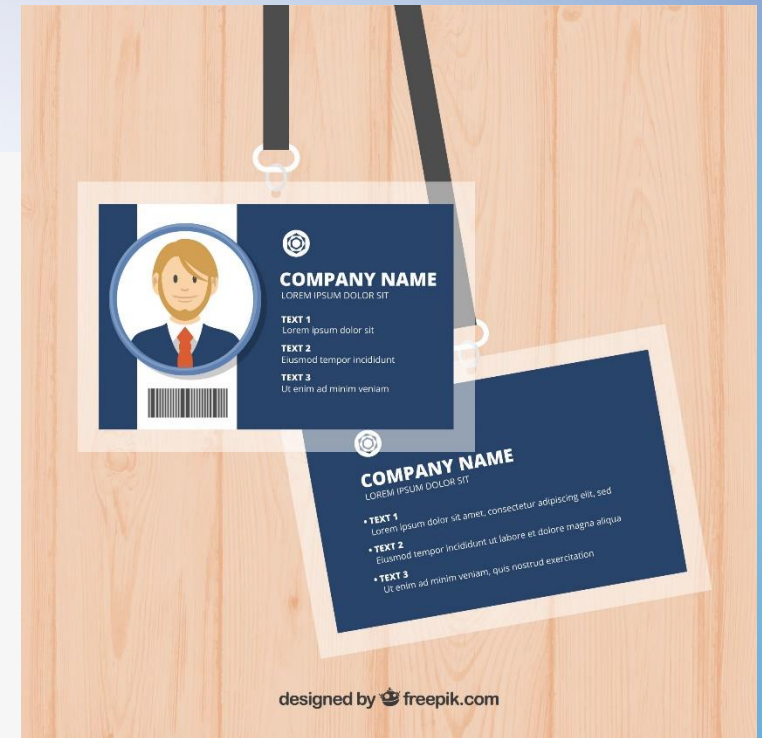 COMPANY NAME
LOREM IPSUM DOLOR SIT
TEXT 1
Lorem ipsum dolor sit
TEXT 2
Eiusmod tempor incididunt
TEXT 3
Ut enim ad minim veniam
COMPANY NAME
LOREM IPSUM DOLOR SIT
• TEXT 1
Lorem ipsum dolor sit amet, consectetur adipiscing elit, sed
• TEXT 2
Eiusmod tempor incididunt ut labore et dolore magna aliqua
• TEXT 3
Ut enim ad minim veniam, quis nostrud exercitation
designed by freepik.com